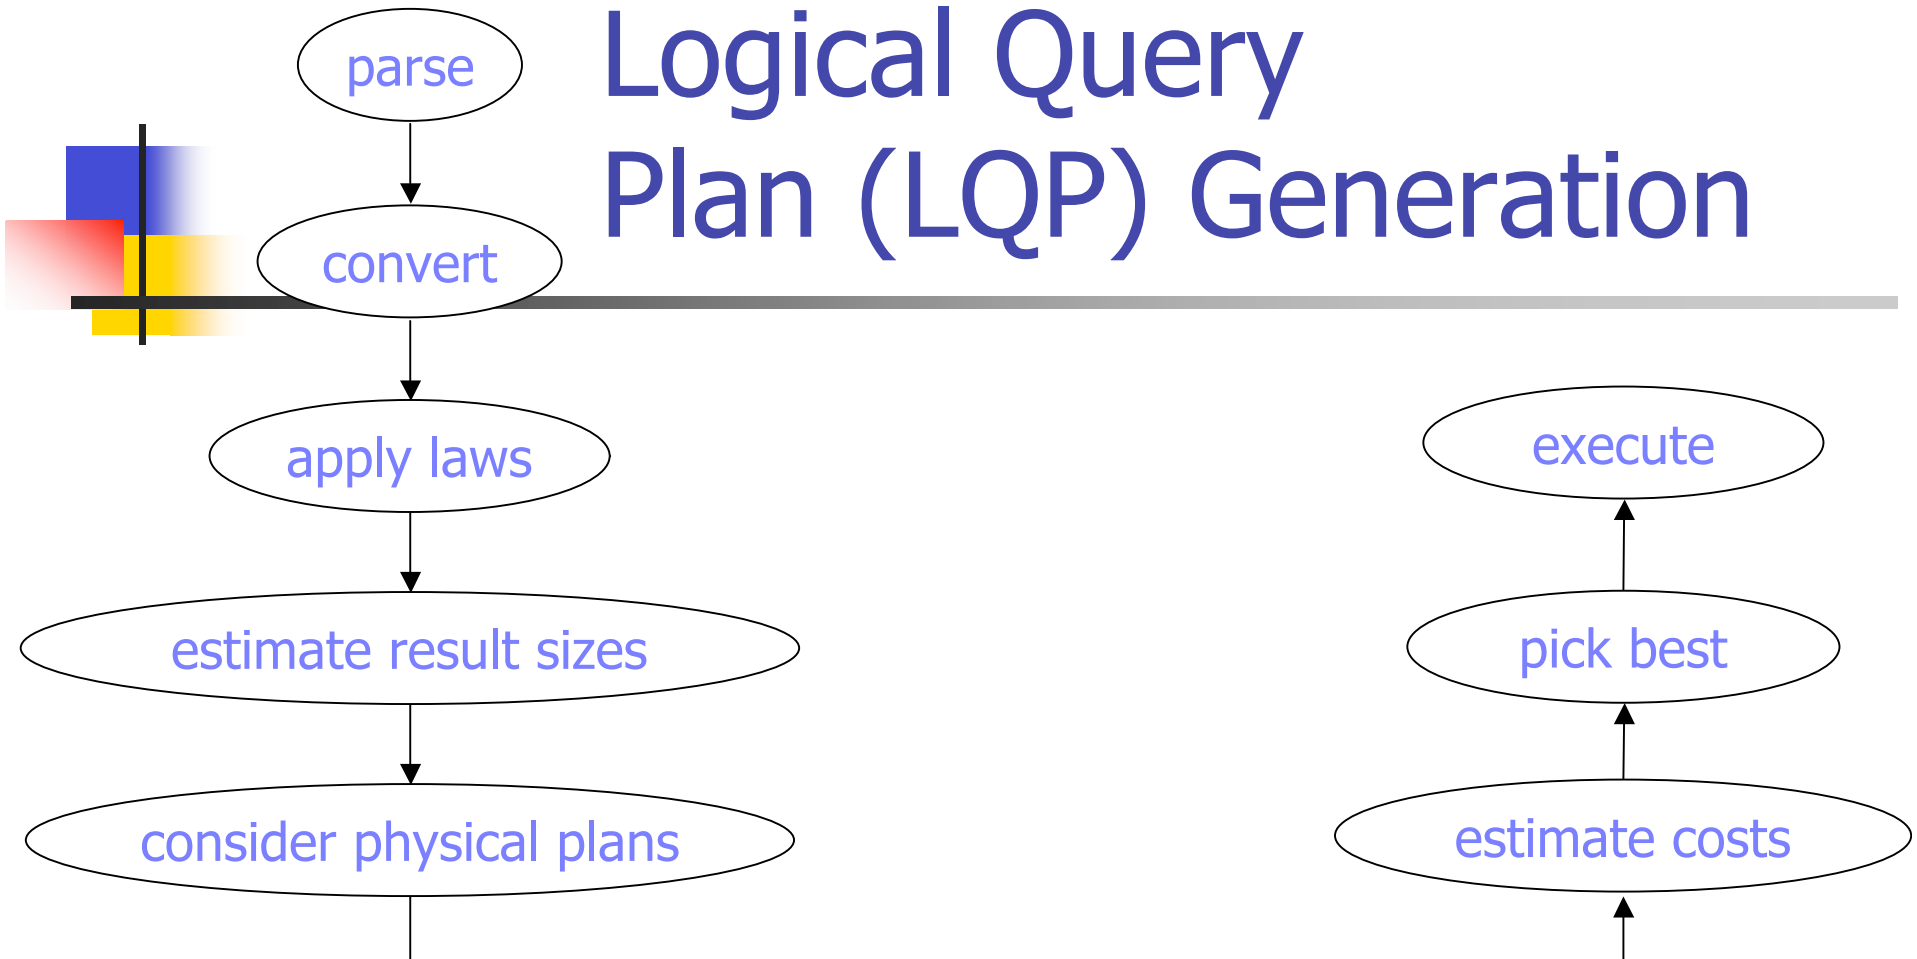 Logical Query
Plan (LQP) Generation
parse
convert
apply laws
estimate result sizes
consider physical plans
estimate costs
pick best
execute